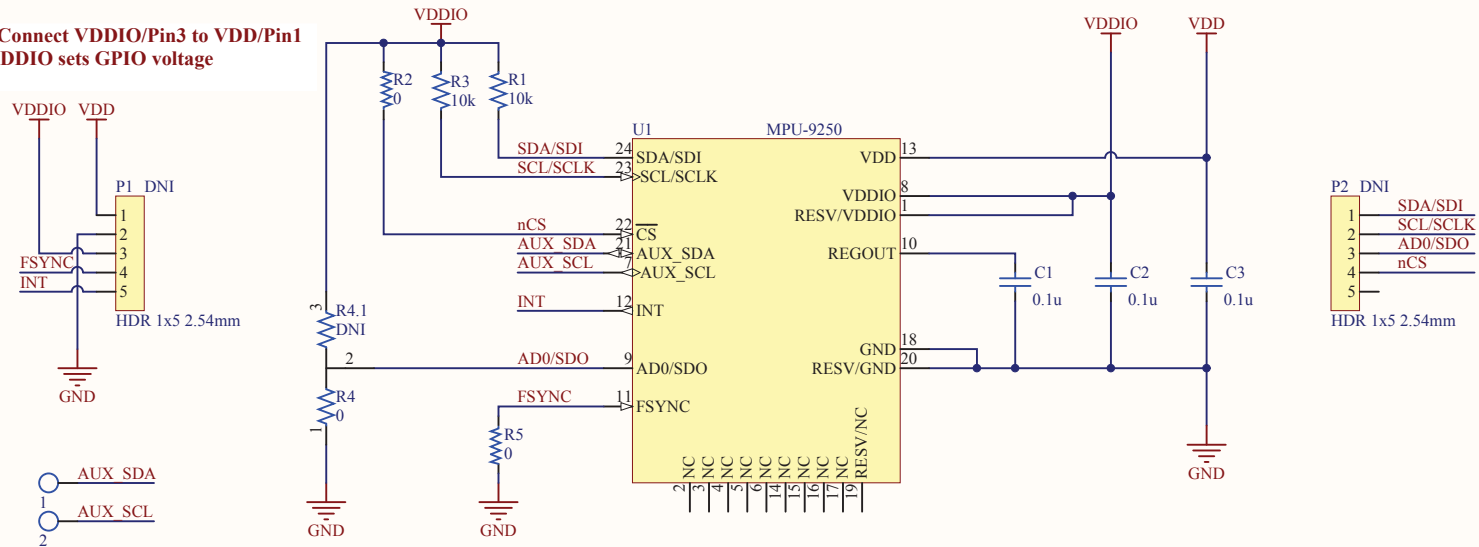 Connect VDDIO/Pin3 to VDD/Pin1
DDIO sets GPIO voltage
VDDIO
VDD
P1 DNI
1
2
3
4
5
FSYNC
INT
HDR 1x5 2.54mm
GND
AUX_SDA
1
AUX_SCL
2
VDDIO
R2
0
R3
10k
R1
10k
3
R4.1
DNI
2
R4
0
1
GND
R5
0
GND
SDA/SDI
SCL/SCLK
nCS
AUX_SDA
AUX_SCL
INT
AD0/SDO
FSYNC
U1
MPU-9250
24 SDA/SDI
23 SCL/SCLK
22 CS
21 AUX_SDA
7 AUX_SCL
12 INT
9 AD0/SDO
11 FSYNC
VDD 13
VDDIO 8
RESV/VDDIO 1
REGOUT 10
GND 18
RESV/GND 20
2 NC
3 NC
4 NC
5 NC
6 NC
14 NC
15 NC
16 NC
17 NC
19 RESV/NC
VDDIO
VDD
C1
0.1u
C2
0.1u
C3
0.1u
GND
P2 DNI
1 SDA/SDI
2 SCL/SCLK
3 AD0/SDO
4 nCS
5
HDR 1x5 2.54mm